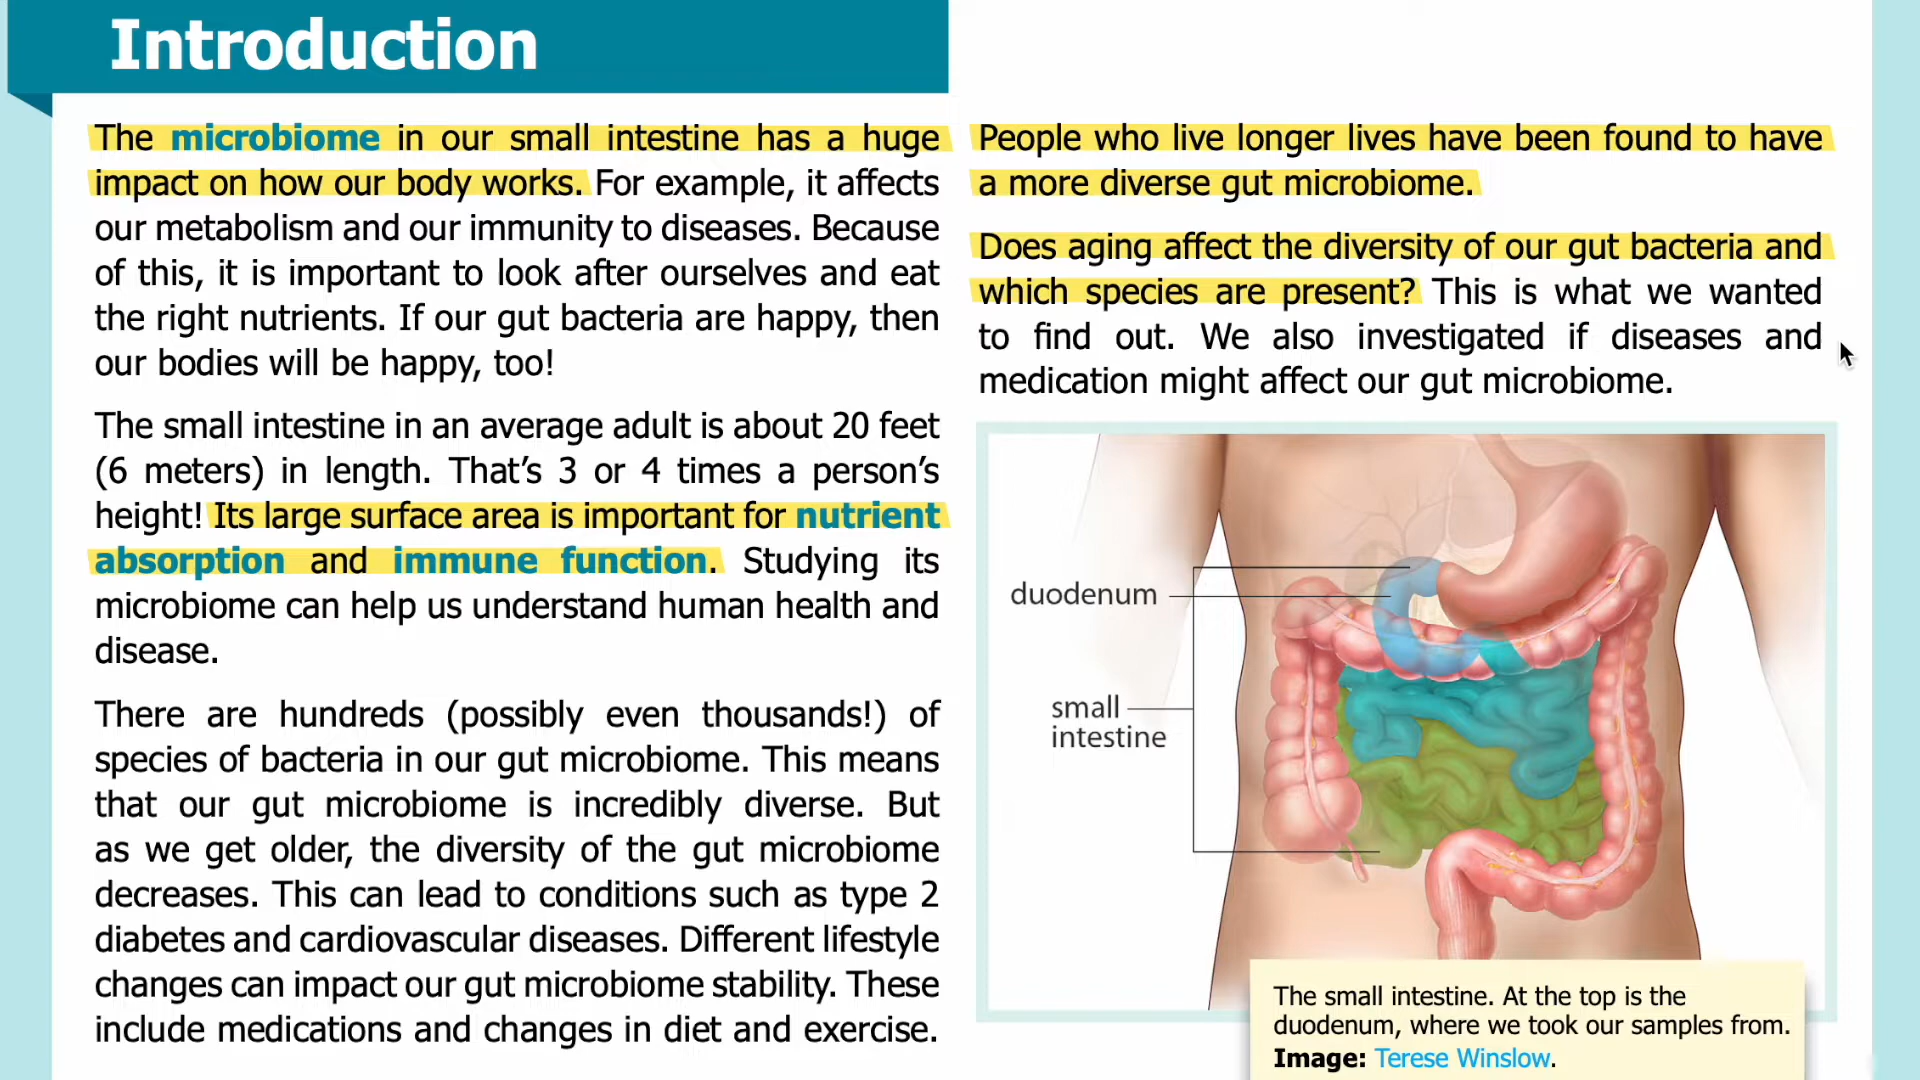 Introduction
The microbiome in our small intestine has a huge
impact on how our body works. For example, it affects
our metabolism and our immunity to diseases. Because
of this, it is important to look after ourselves and eat
the right nutrients. If our gut bacteria are happy, then
our bodies will be happy, too!
The small intestine in an average adult is about 20 feet
(6 meters) in length. That’s 3 or 4 times a person’s
height! Its large surface area is important for nutrient
absorption and immune function. Studying its
microbiome can help us understand human health and
disease.
There are hundreds (possibly even thousands!) of
species of bacteria in our gut microbiome. This means
that our gut microbiome is incredibly diverse. But
as we get older, the diversity of the gut microbiome
decreases. This can lead to conditions such as type 2
diabetes and cardiovascular diseases. Different lifestyle
changes can impact our gut microbiome stability. These
include medications and changes in diet and exercise.
People who live longer lives have been found to have
a more diverse gut microbiome.
Does aging affect the diversity of our gut bacteria and
which species are present? This is what we wanted
to find out. We also investigated if diseases and
medication might affect our gut microbiome.
duodenum
small
intestine
The small intestine. At the top is the
duodenum, where we took our samples from.
Image: Terese Winslow.